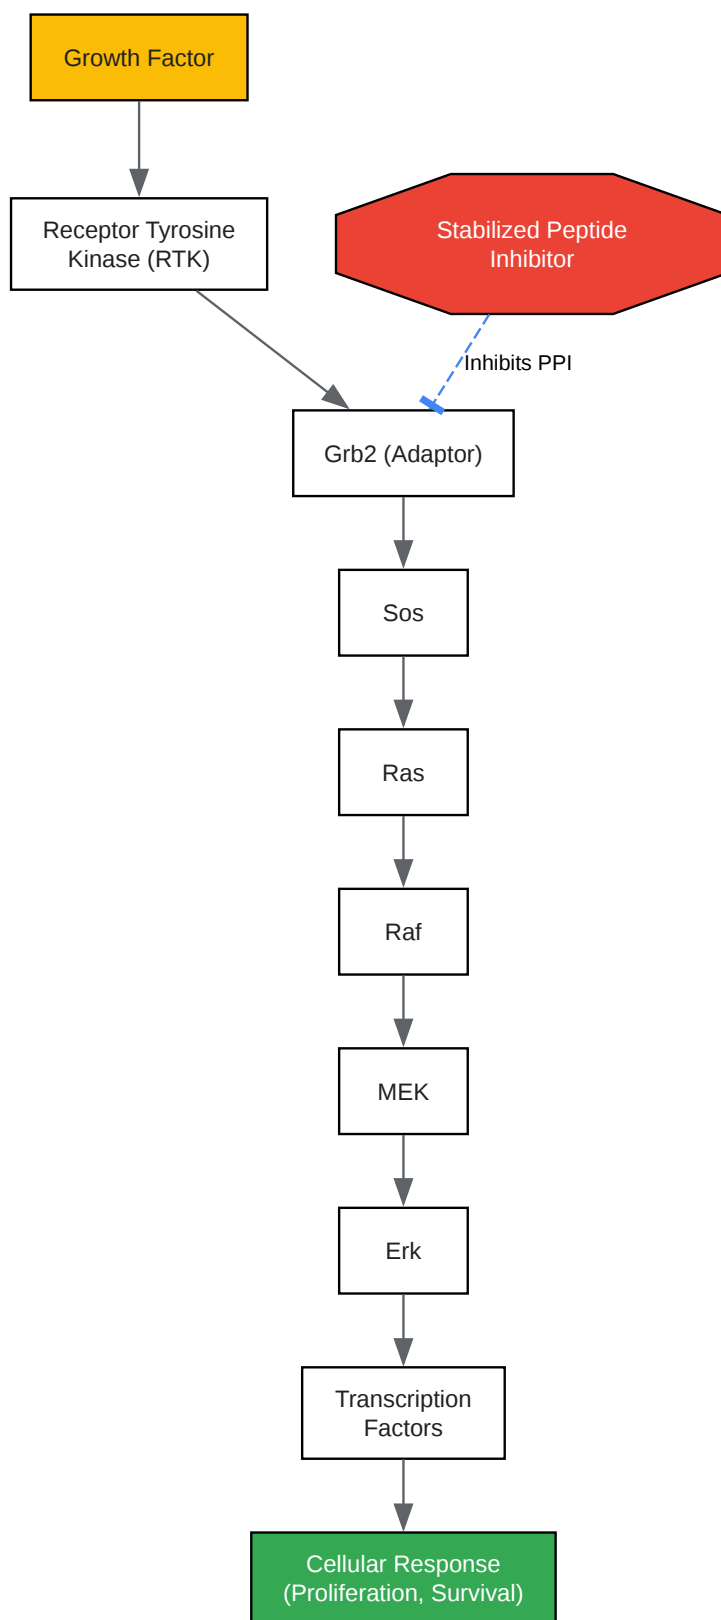 Growth Factor
Receptor Tyrosine
Kinase (RTK)
Stabilized Peptide
Inhibitor
Inhibits PPI
Grb2 (Adaptor)
Sos
Ras
Raf
MEK
Erk
Transcription
Factors
Cellular Response
(Proliferation, Survival)